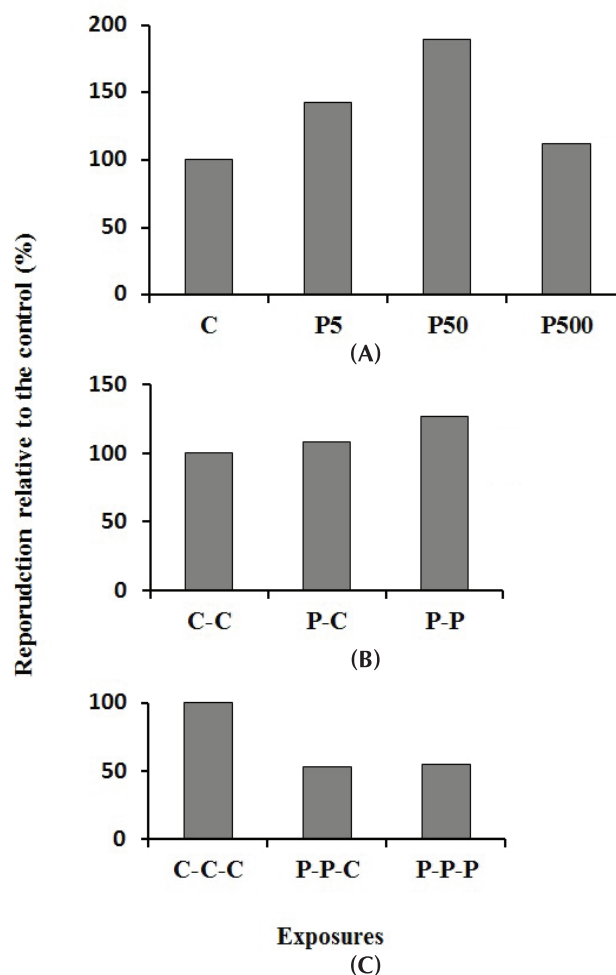 Reporudction relative to the control (%)
200
150
100
50
0
C P5 P50 P500
(A)
150
100
50
0
C-C P-C P-P
(B)
100
50
0
C-C-C P-P-C P-P-P
Exposures
(C)